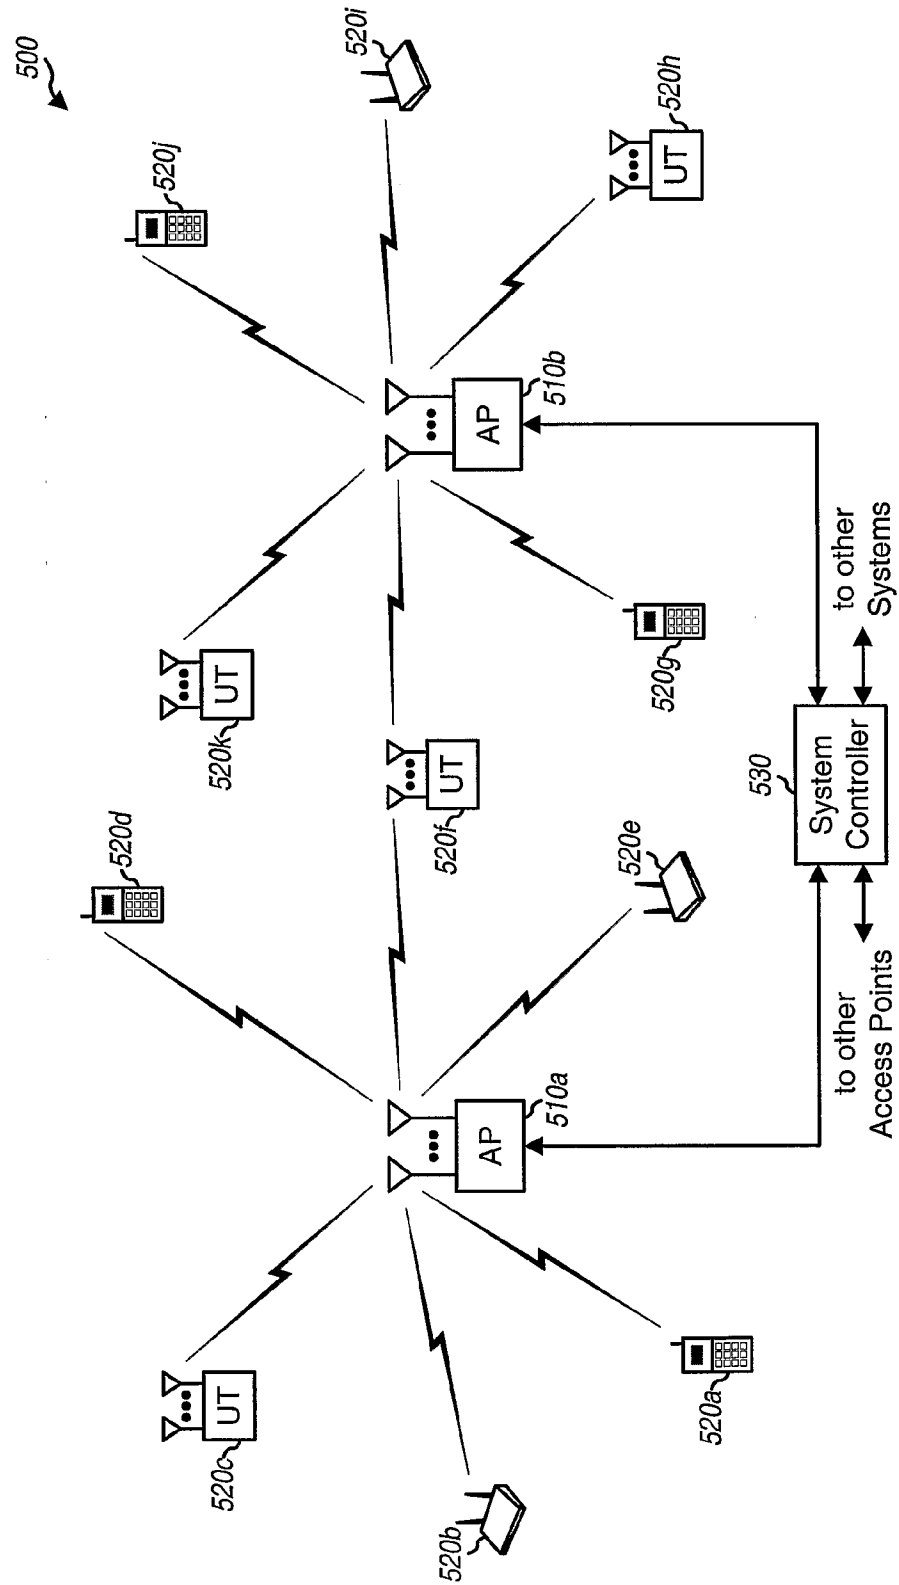 500
520d
520j
520c
UT
520k
UT
520i
520b
AP
510a
520f
UT
AP
510b
520h
UT
520a
520e
520g
530
System
Controller
to other
Access Points
to other
Systems